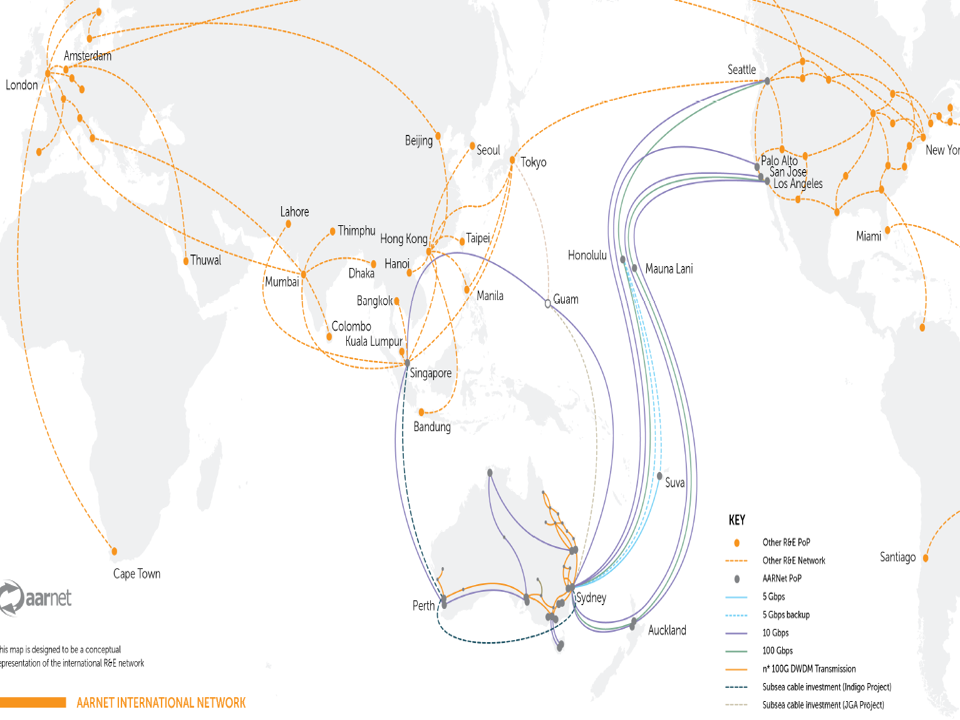 Amsterdam
London
Seattle
Beijing
Seoul
Tokyo
New York
Palo Alto
San Jose
Los Angeles
Lahore
Thimphu
Hong Kong
Taipei
Miami
Thuwal
Mumbai
Dhaka
Hanoi
Honolulu
Mauna Lani
Bangkok
Manila
Guam
Colombo
Kuala Lumpur
Singapore
Bandung
Suva
KEY
Other R&E PoP
Other R&E Network
AARNet PoP
5 Gbps
5 Gbps backup
10 Gbps
100 Gbps
n* 100G DWDM Transmission
Subsea cable investment (Indigo Project)
Subsea cable investment (JGA Project)
Santiago
Cape Town
aarnet
Perth
Sydney
Auckland
his map is designed to be a conceptual
epresentation of the international R&E network
AARNET INTERNATIONAL NETWORK